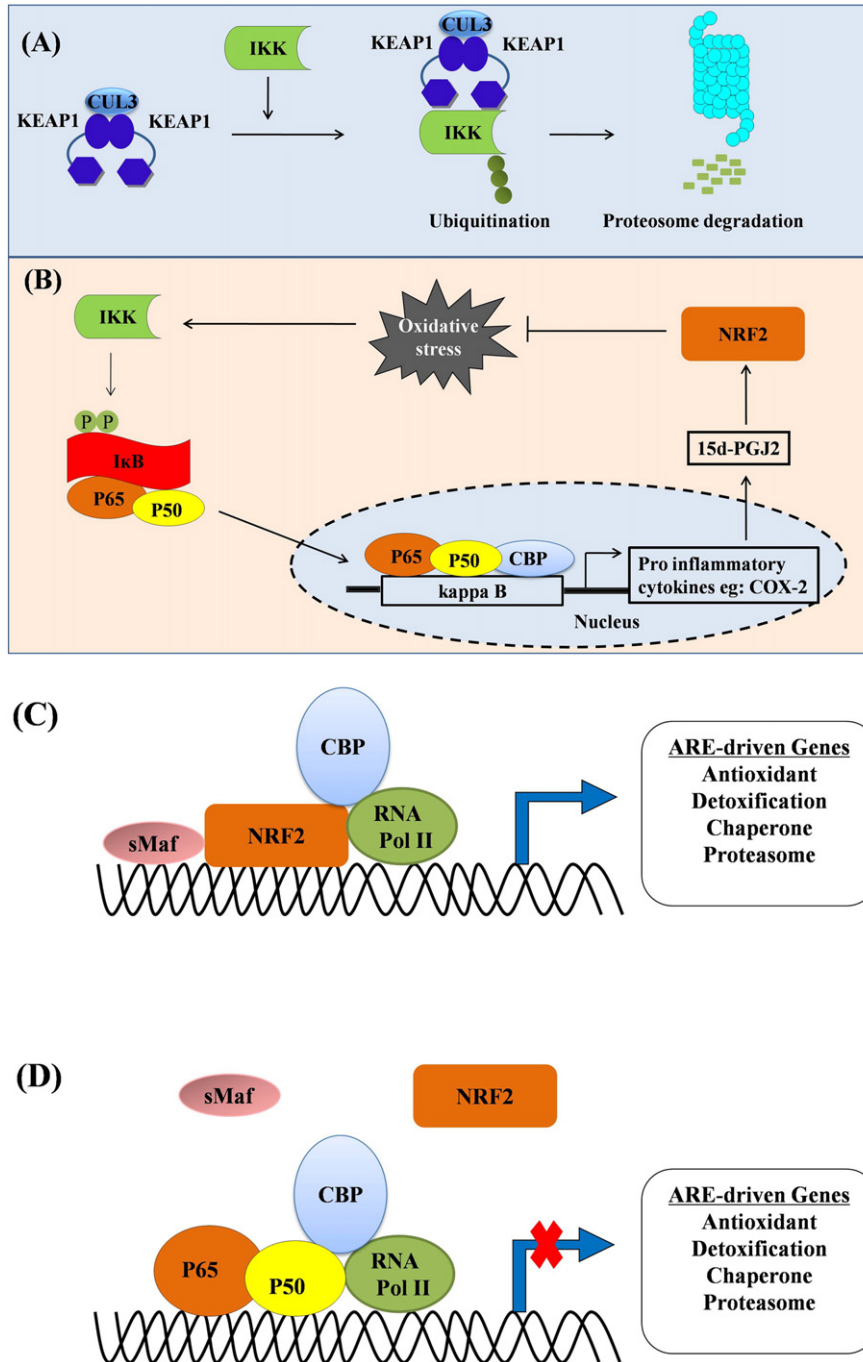 (A)
IKK
CUL3
KEAP1 KEAP1
CUL3
KEAP1 KEAP1
IKK
Ubiquitination
Proteosome degradation
(B)
IKK
Oxidative
stress
NRF2
P P
IκB
P65
P50
15d-PGJ2
P65 P50 CBP
kappa B
Pro inflammatory
cytokines eg: COX-2
Nucleus
(C)
CBP
sMaf
NRF2
RNA
Pol II
ARE-driven Genes
Antioxidant
Detoxification
Chaperone
Proteasome
(D)
sMaf
NRF2
CBP
P65
P50
RNA
Pol II
ARE-driven Genes
Antioxidant
Detoxification
Chaperone
Proteasome